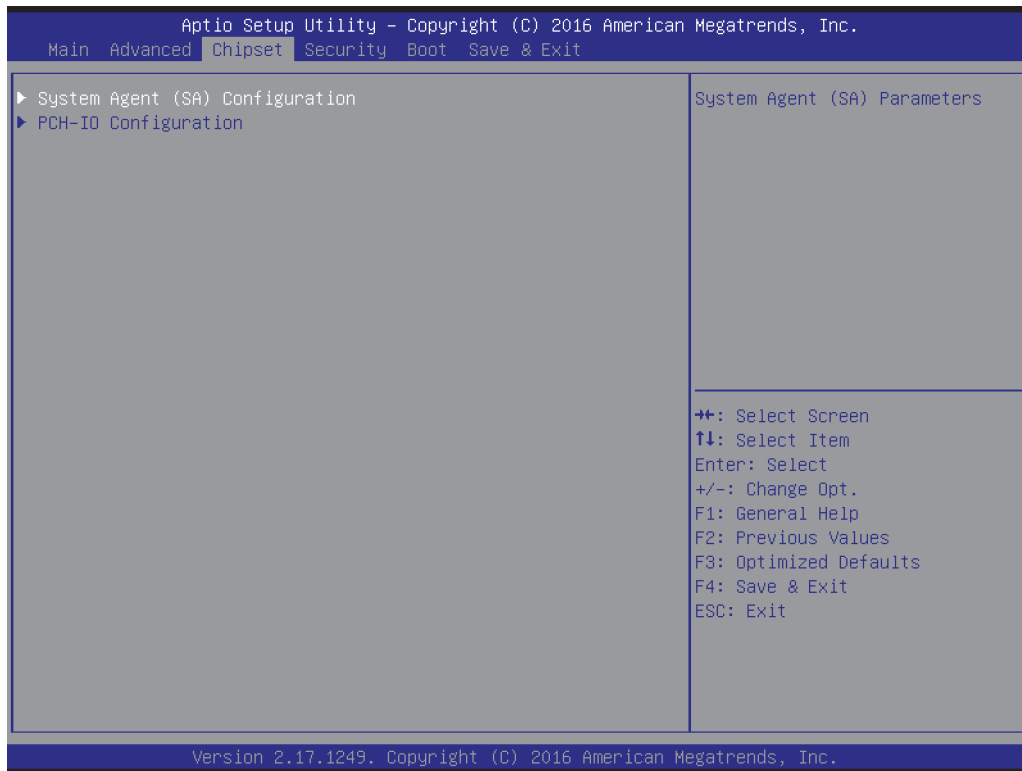 Aptio Setup Utility – Copyright (C) 2016 American Megatrends, Inc.
Main Advanced Chipset Security Boot Save & Exit
▶ System Agent (SA) Configuration
▶ PCH-IO Configuration
System Agent (SA) Parameters
→←: Select Screen
↑↓: Select Item
Enter: Select
+/-: Change Opt.
F1: General Help
F2: Previous Values
F3: Optimized Defaults
F4: Save & Exit
ESC: Exit
Version 2.17.1249. Copyright (C) 2016 American Megatrends, Inc.